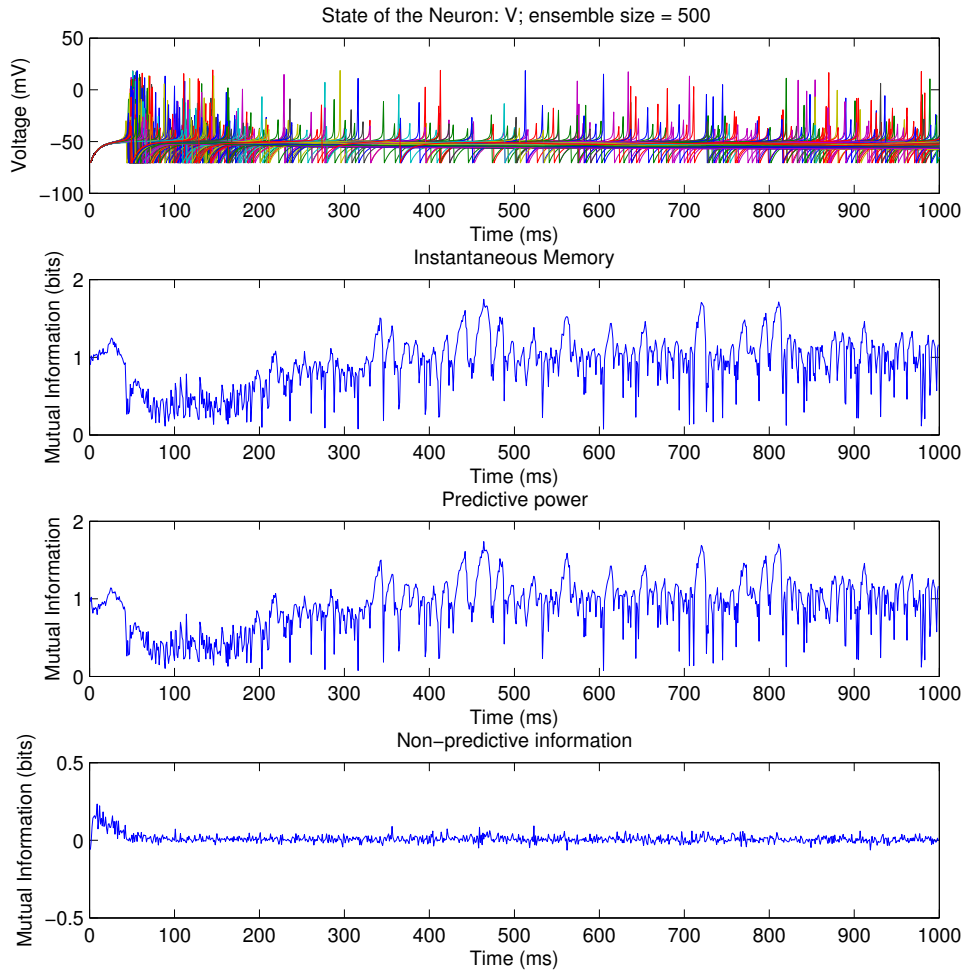 State of the Neuron: V; ensemble size = 500
Voltage (mV)
50
0
−50
−100
0 100 200 300 400 500 600 700 800 900 1000
Time (ms)
Instantaneous Memory
Mutual Information (bits)
2
1
0
0 100 200 300 400 500 600 700 800 900 1000
Time (ms)
Predictive power
Mutual Information
2
1
0
0 100 200 300 400 500 600 700 800 900 1000
Time (ms)
Non−predictive information
Mutual Information (bits)
0.5
0
−0.5
0 100 200 300 400 500 600 700 800 900 1000
Time (ms)